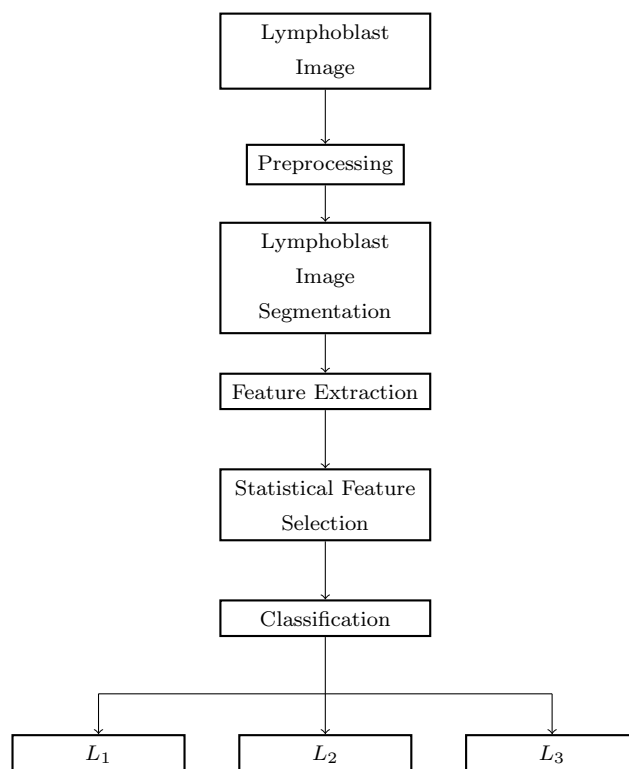 Lymphoblast
Image
Preprocessing
Lymphoblast
Image
Segmentation
Feature Extraction
Statistical Feature
Selection
Classification
L₁
L₂
L₃